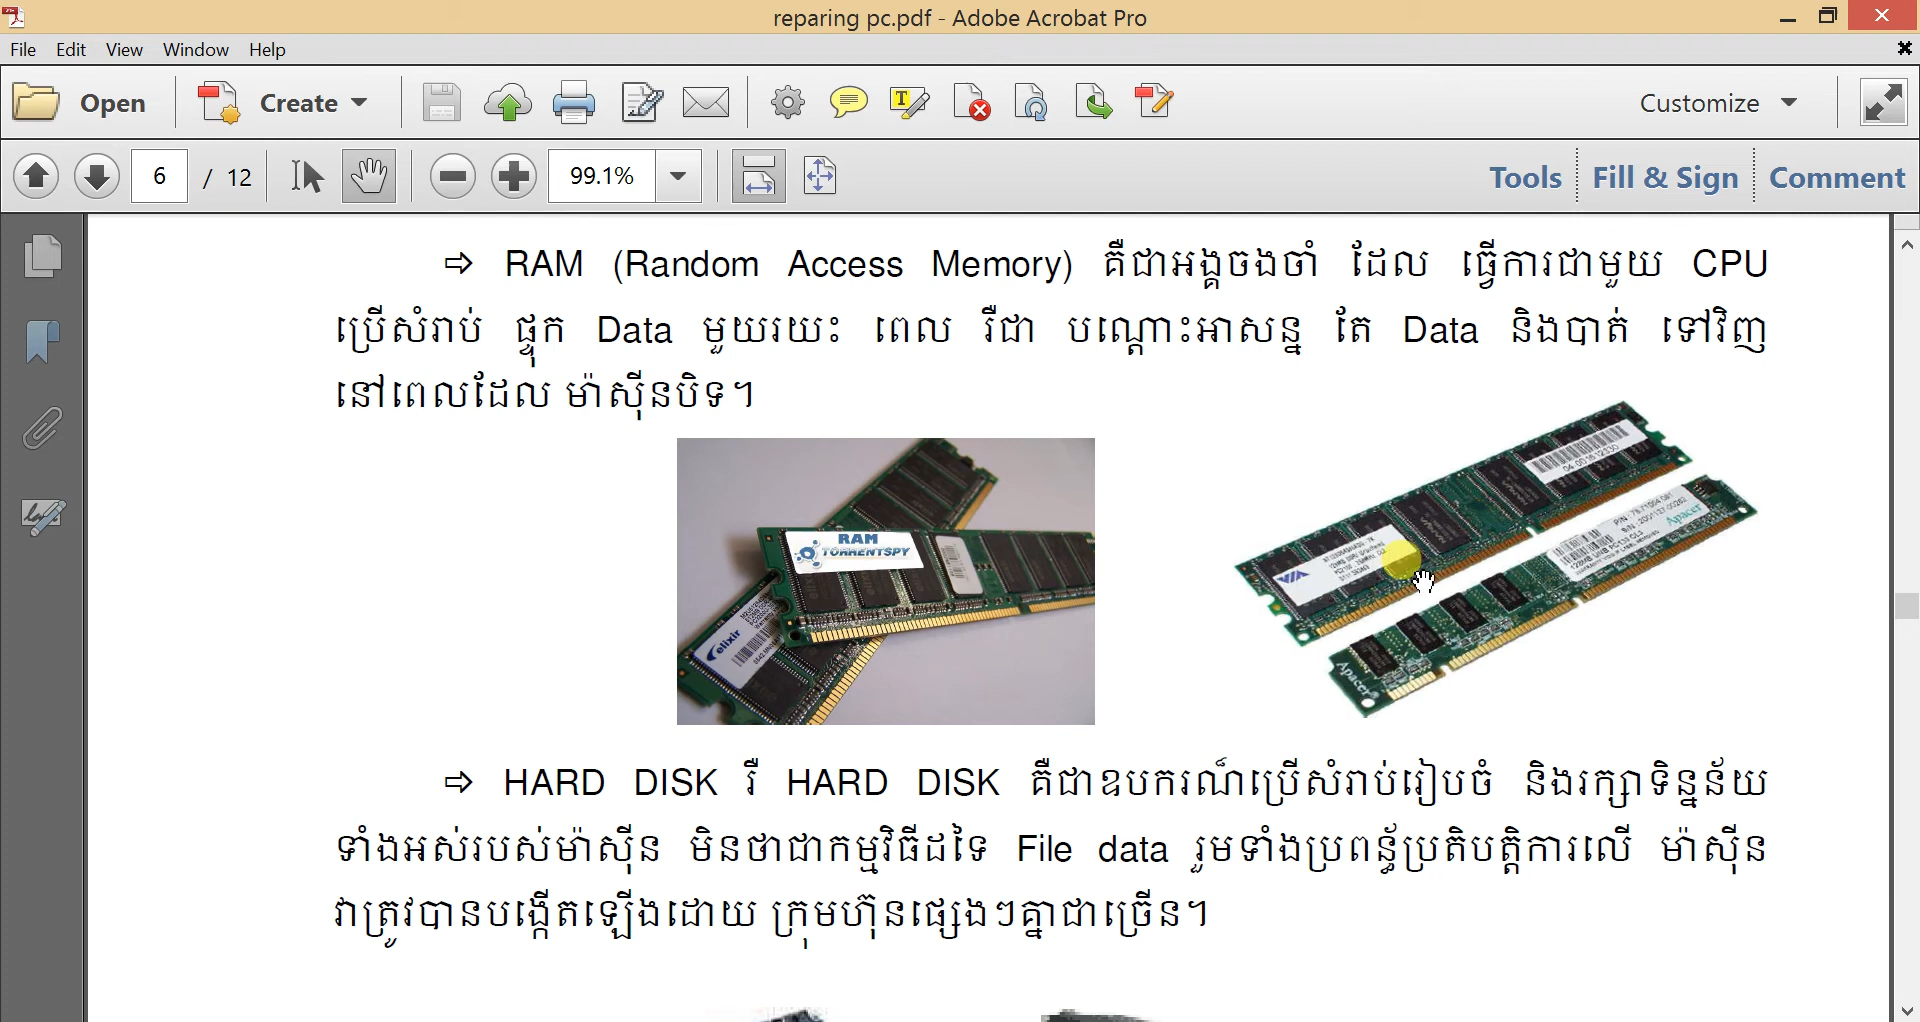 reparing pc.pdf - Adobe Acrobat Pro
File Edit View Window Help
Open Create Customize
6 / 12 99.1% Tools Fill & Sign Comment
⇨ RAM (Random Access Memory) គឺជាអង្គចងចាំ ដែល ធ្វើការជាមួយ CPU
ប្រើសំរាប់ ផ្ទុក Data មួយរយះ ពេល រឺជា បណ្ដោះអាសន្ន តែ Data និងបាត់ ទៅវិញ
នៅពេលដែល ម៉ាស៊ីនបិទ។
RAM
TORRENTSPY
elixir
VIA
04-0016 12330
Apacer
Apacer
⇨ HARD DISK រឺ HARD DISK គឺជាឧបករណ៏ប្រើសំរាប់រៀបចំ និងរក្សាទិន្នន័យ
ទាំងអស់របស់ម៉ាស៊ីន មិនថាជាកម្មវិធីដទៃ File data រួមទាំងប្រពន្ធ័ប្រតិបត្តិការលើ ម៉ាស៊ីន
វាត្រូវបានបង្កើតឡើងដោយ ក្រុមហ៊ុនផ្សេងៗគ្នាជាច្រើន។